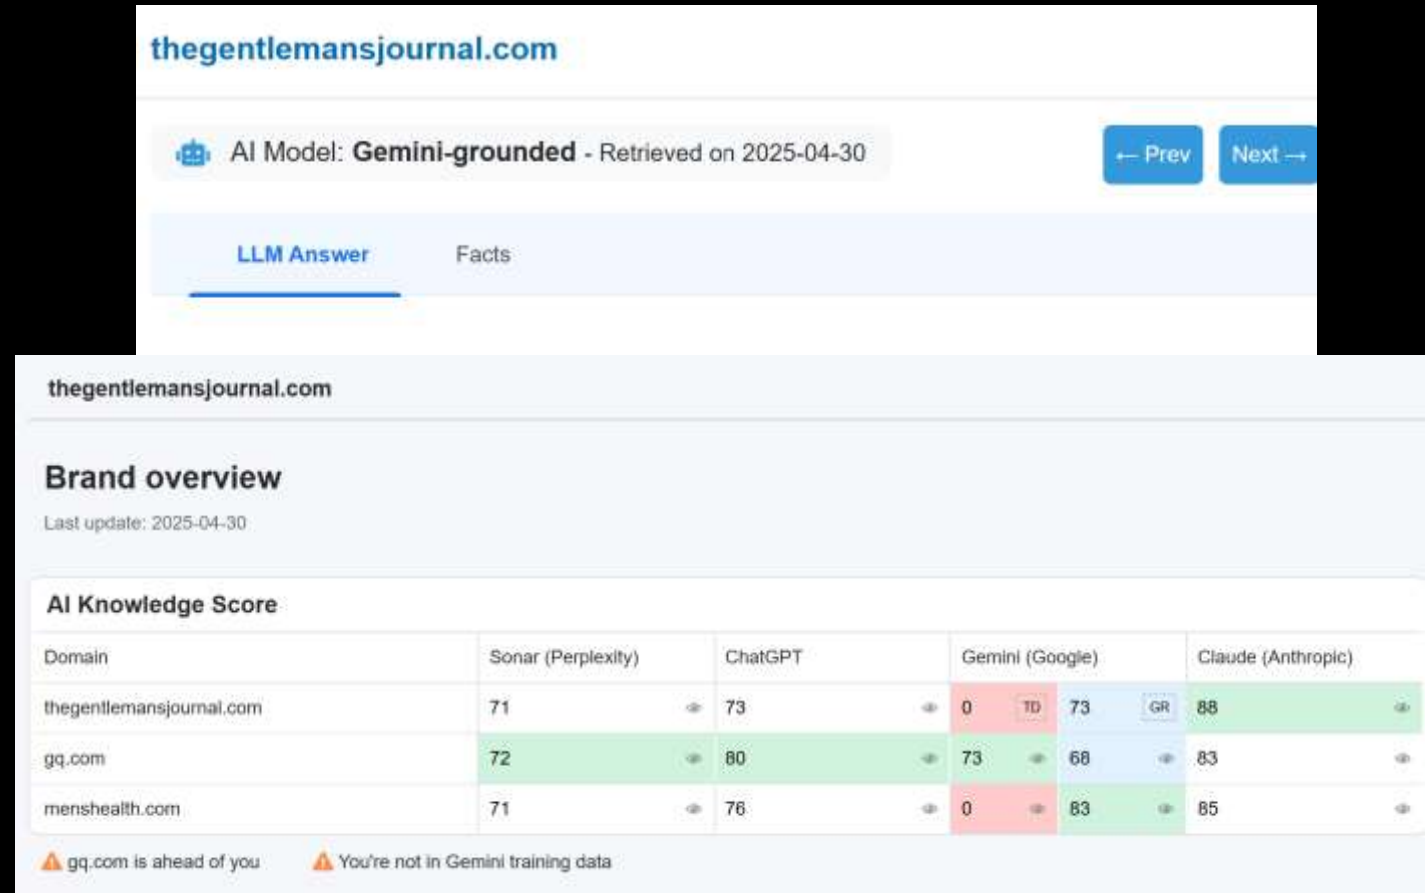 thegentlemansjournal.com
AI Model: Gemini-grounded - Retrieved on 2025-04-30
← Prev
Next →
LLM Answer
Facts
thegentlemansjournal.com
Brand overview
Last update: 2025-04-30
AI Knowledge Score
Domain Sonar (Perplexity) ChatGPT Gemini (Google) Claude (Anthropic)
thegentlemansjournal.com 71 73 0 TD 73 GR 88
gq.com 72 80 73 68 83
menshealth.com 71 76 0 83 85
gq.com is ahead of you
You're not in Gemini training data